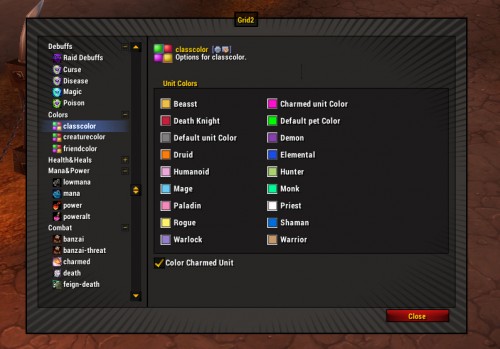 Grid2
Debuffs
Raid Debuffs
Curse
Disease
Magic
Poison
Colors
classcolor
creaturecolor
friendcolor
Health&Heals
Mana&Power
lowmana
mana
power
poweralt
Combat
banzai
banzai-threat
charmed
death
feign-death
classcolor
Options for classcolor.
Unit Colors
Beasst
Charmed unit Color
Death Knight
Default pet Color
Default unit Color
Demon
Druid
Elemental
Humanoid
Hunter
Mage
Monk
Paladin
Priest
Rogue
Shaman
Warlock
Warrior
Color Charmed Unit
Close